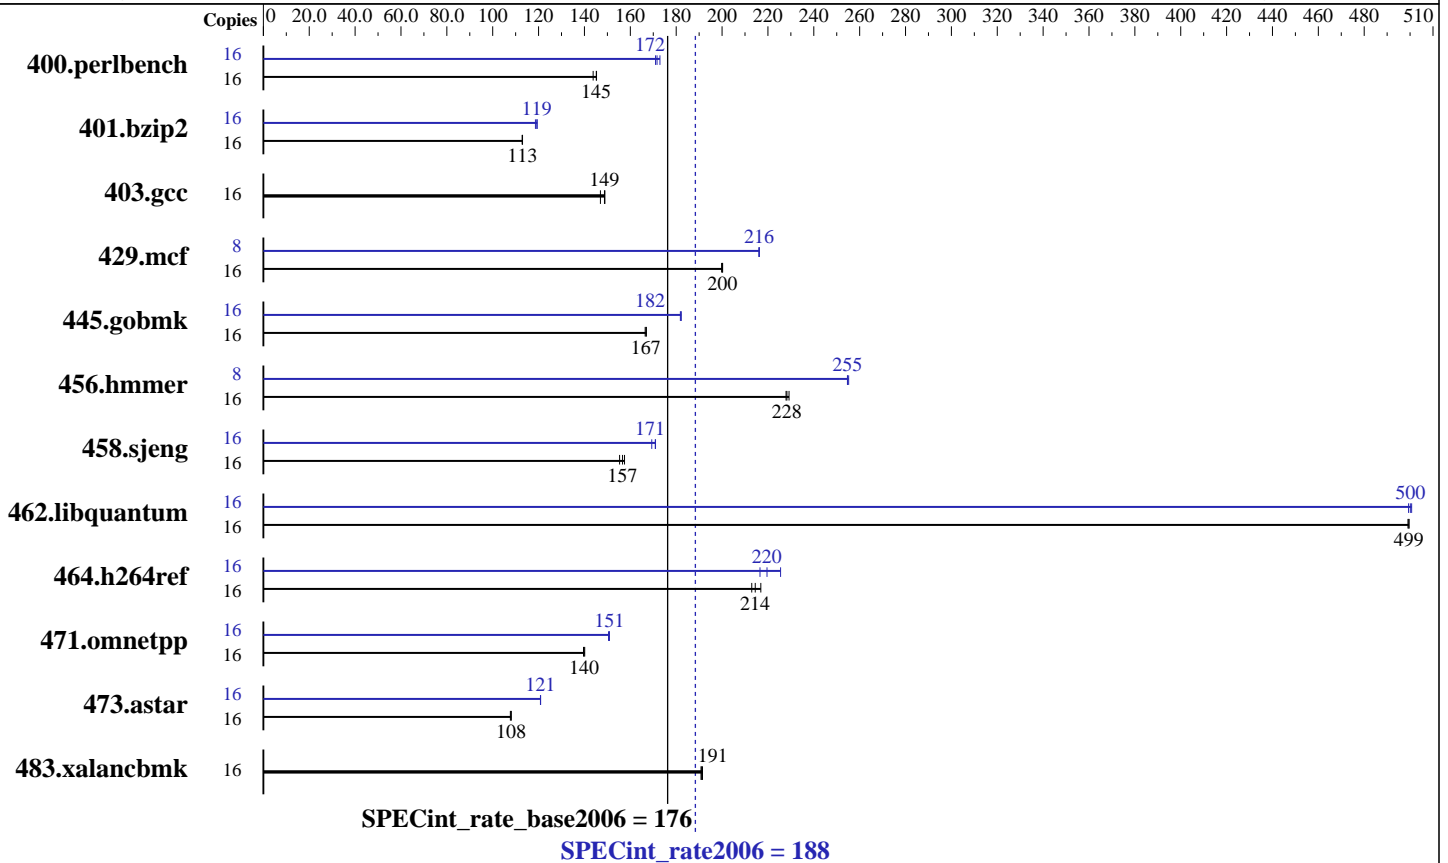 Copies 0 20.0 40.0 60.0 80.0 100 120 140 160 180 200 220 240 260 280 300 320 340 360 380 400 420 440 460 480 510
400.perlbench 16 172
16 145
401.bzip2 16 119
16 113
403.gcc 16 149
429.mcf 8 216
16 200
445.gobmk 16 182
16 167
456.hmmer 8 255
16 228
458.sjeng 16 171
16 157
462.libquantum 16 500
16 499
464.h264ref 16 220
16 214
471.omnetpp 16 151
16 140
473.astar 16 121
16 108
483.xalancbmk 16 191
SPECint_rate_base2006 = 176
SPECint_rate2006 = 188